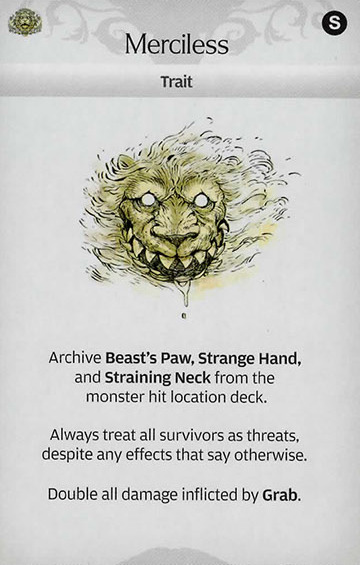 S
Merciless
Trait
Archive Beast's Paw, Strange Hand,
and Straining Neck from the
monster hit location deck.
Always treat all survivors as threats,
despite any effects that say otherwise.
Double all damage inflicted by Grab.